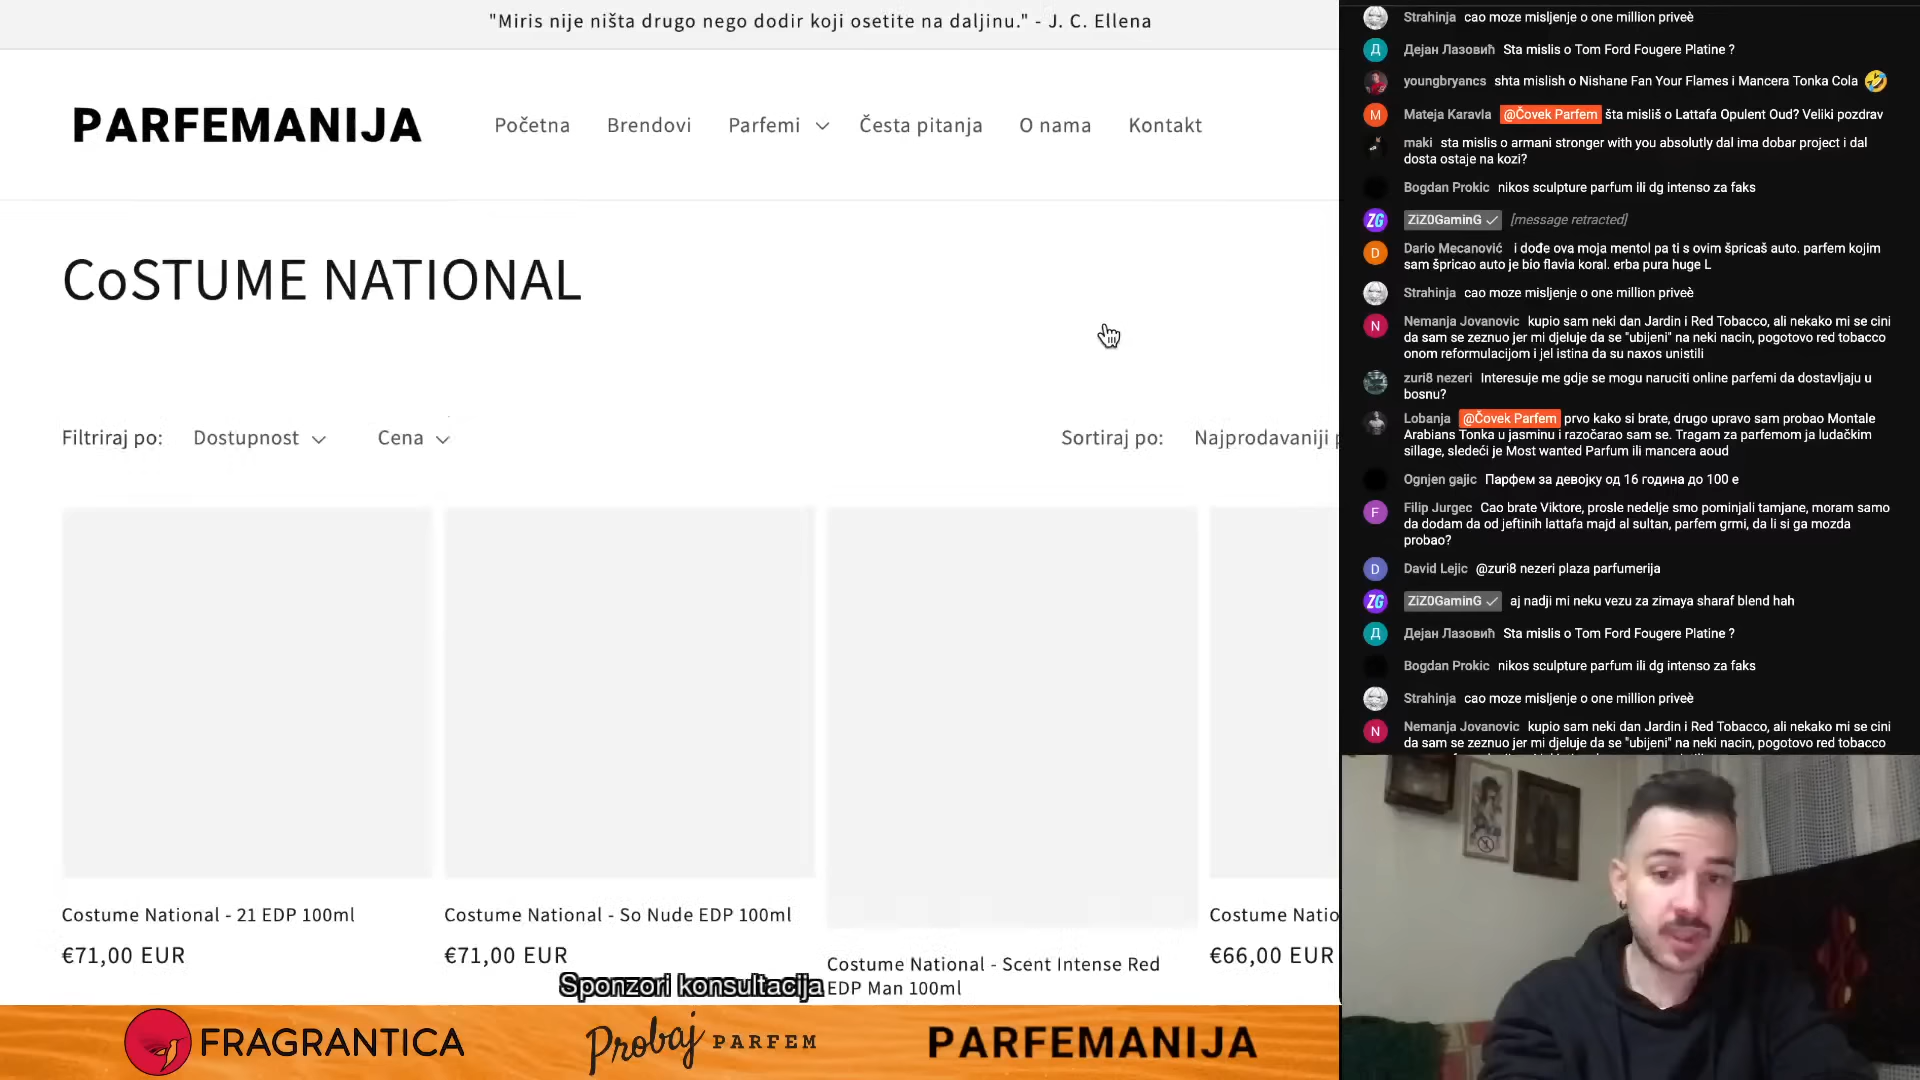 "Miris nije ništa drugo nego dodir koji osetite na daljinu." - J. C. Ellena
PARFEMANIJA
Početna Brendovi Parfemi Česta pitanja O nama Kontakt
CoSTUME NATIONAL
Filtriraj po: Dostupnost Cena
Sortiraj po: Najprodavaniji
Costume National - 21 EDP 100ml
€71,00 EUR
Costume National - So Nude EDP 100ml
€71,00 EUR
Costume National - Scent Intense Red
EDP Man 100ml
Costume
€66,00 EUR
Sponzori konsultacija
FRAGRANTICA
Probaj PARFEM
PARFEMANIJA
Strahinja cao moze misljenje o one million priveè
Д
Дејан Лазовић Sta mislis o Tom Ford Fougere Platine ?
youngbryancs shta mislish o Nishane Fan Your Flames i Mancera Tonka Cola 🤣
M
Mateja Karavla @Čovek Parfem šta misliš o Lattafa Opulent Oud? Veliki pozdrav
maki sta mislis o armani stronger with you absolutly dal ima dobar project i dal
dosta ostaje na kozi?
Bogdan Prokic nikos sculpture parfum ili dg intenso za faks
ZG
ZiZ0GaminG ✓ [message retracted]
D
Dario Mecanović i dođe ova moja mentol pa ti s ovim špricaš auto. parfem kojim
sam špricao auto je bio flavia koral. erba pura huge L
Strahinja cao moze misljenje o one million priveè
N
Nemanja Jovanovic kupio sam neki dan Jardin i Red Tobacco, ali nekako mi se cini
da sam se zeznuo jer mi djeluje da se "ubijeni" na neki nacin, pogotovo red tobacco
onom reformulacijom i jel istina da su naxos unistili
zuri8 nezeri Interesuje me gdje se mogu naruciti online parfemi da dostavljaju u
bosnu?
Lobanja @Čovek Parfem prvo kako si brate, drugo upravo sam probao Montale
Arabians Tonka u jasminu i razočarao sam se. Tragam za parfemom ja ludačkim
sillage, sledeći je Most wanted Parfum ili mancera aoud
Ognjen gajic Парфем за девојку од 16 година до 100 е
F
Filip Jurgec Cao brate Viktore, prosle nedelje smo pominjali tamjane, moram samo
da dodam da od jeftinih lattafa majd al sultan, parfem grmi, da li si ga mozda
probao?
D
David Lejic @zuri8 nezeri plaza parfumerija
ZG
ZiZ0GaminG ✓ aj nadji mi neku vezu za zimaya sharaf blend hah
Д
Дејан Лазовић Sta mislis o Tom Ford Fougere Platine ?
Bogdan Prokic nikos sculpture parfum ili dg intenso za faks
Strahinja cao moze misljenje o one million priveè
N
Nemanja Jovanovic kupio sam neki dan Jardin i Red Tobacco, ali nekako mi se cini
da sam se zeznuo jer mi djeluje da se "ubijeni" na neki nacin, pogotovo red tobacco